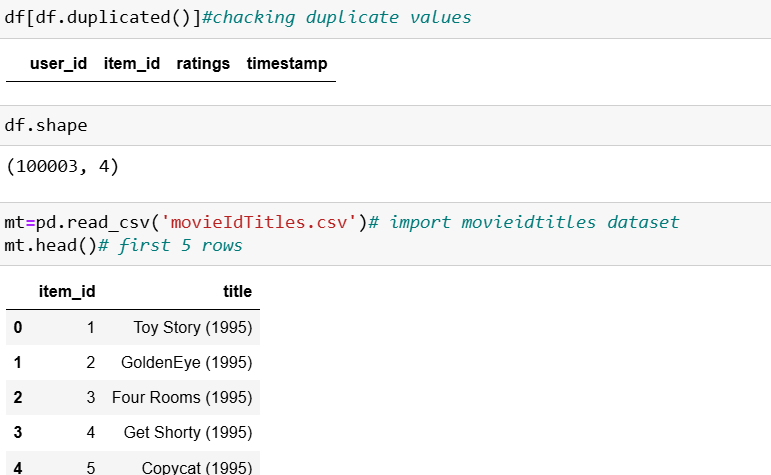 df[df.duplicated()]#chacking duplicate values
user_id item_id ratings timestamp
df.shape
(100003, 4)
mt=pd.read_csv('movieIdTitles.csv')# import movieidtitles dataset
mt.head()# first 5 rows
item_id title
0 1 Toy Story (1995)
1 2 GoldenEye (1995)
2 3 Four Rooms (1995)
3 4 Get Shorty (1995)
4 5 Copycat (1995)